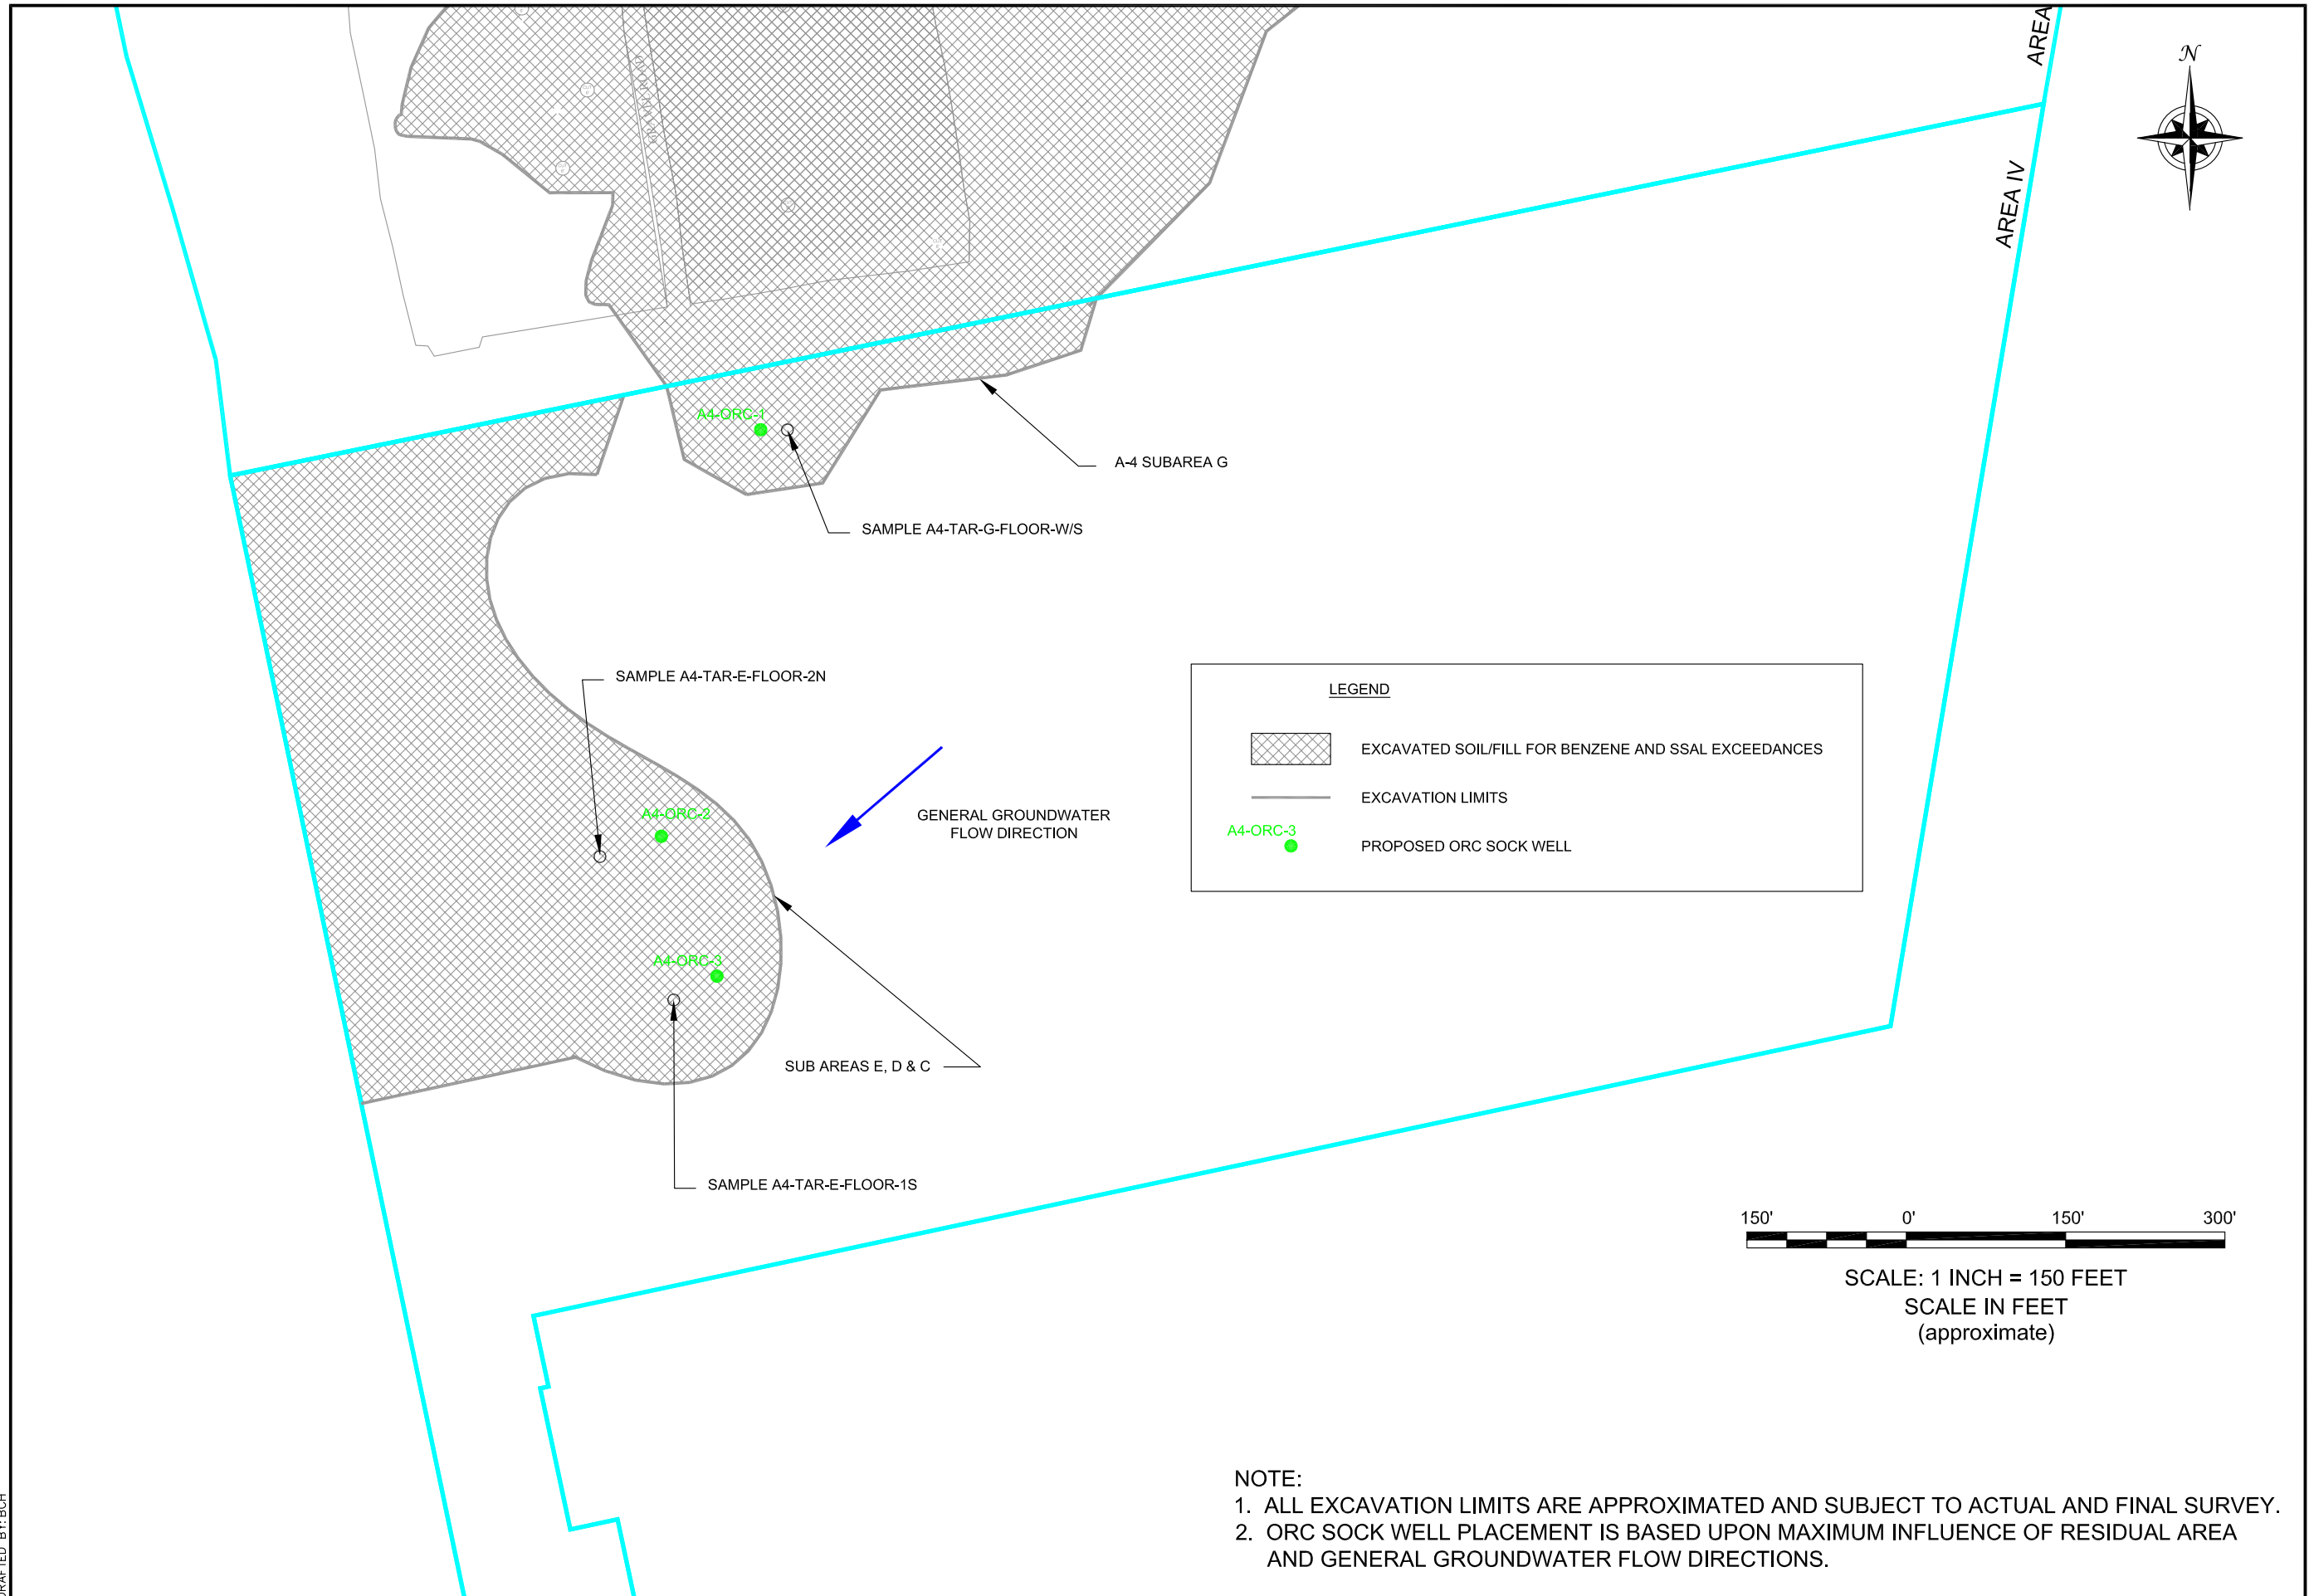 AREA
N
GRAVEL ROAD
AREA IV
A4-ORC-1
A-4 SUBAREA G
SAMPLE A4-TAR-G-FLOOR-W/S
SAMPLE A4-TAR-E-FLOOR-2N
LEGEND
EXCAVATED SOIL/FILL FOR BENZENE AND SSAL EXCEEDANCES
EXCAVATION LIMITS
A4-ORC-3
PROPOSED ORC SOCK WELL
A4-ORC-2
GENERAL GROUNDWATER
FLOW DIRECTION
A4-ORC-3
SUB AREAS E, D & C
SAMPLE A4-TAR-E-FLOOR-1S
150' 0' 150' 300'
SCALE: 1 INCH = 150 FEET
SCALE IN FEET
(approximate)
NOTE:
1. ALL EXCAVATION LIMITS ARE APPROXIMATED AND SUBJECT TO ACTUAL AND FINAL SURVEY.
2. ORC SOCK WELL PLACEMENT IS BASED UPON MAXIMUM INFLUENCE OF RESIDUAL AREA
AND GENERAL GROUNDWATER FLOW DIRECTIONS.
DRAFTED BY: BCH